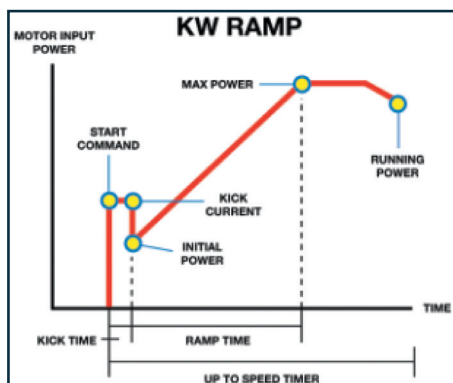 KW RAMP
MOTOR INPUT
POWER
MAX POWER
START
COMMAND
KICK
CURRENT
RUNNING
POWER
INITIAL
POWER
TIME
KICK TIME
RAMP TIME
UP TO SPEED TIMER